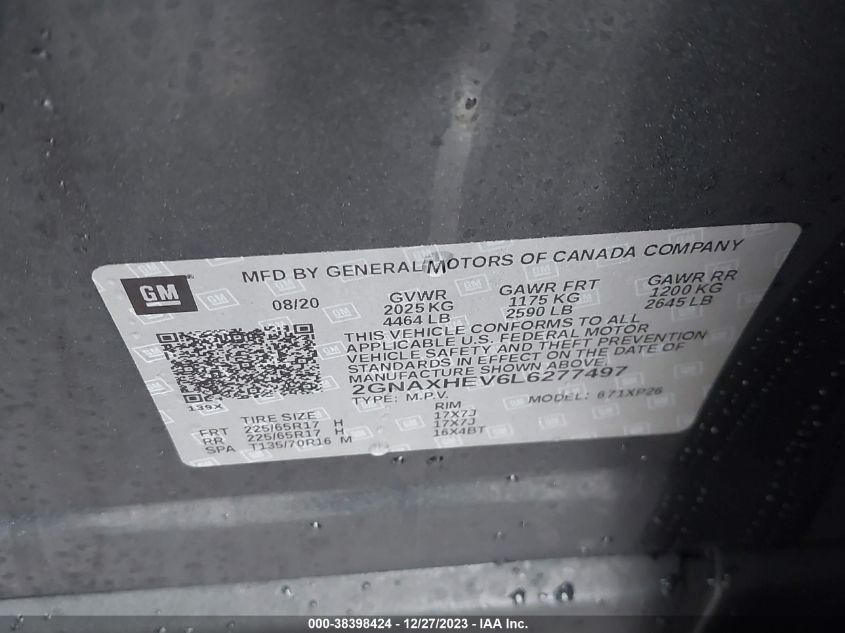 GM
MFD BY GENERAL MOTORS OF CANADA COMPANY
08/20
GVWR GAWR FRT GAWR RR
2025 KG 1175 KG 1200 KG
4464 LB 2590 LB 2645 LB
THIS VEHICLE CONFORMS TO ALL
APPLICABLE U.S. FEDERAL MOTOR
VEHICLE SAFETY AND THEFT PREVENTION
STANDARDS IN EFFECT ON THE DATE OF
MANUFACTURE SHOWN ABOVE.
2GNAXHEV6L6277497
TYPE: M.P.V. MODEL: 671XP26
139X
TIRE SIZE RIM
FRT 225/65R17 H 17X7J
RR 225/65R17 H 17X7J
SPA T135/70R16 M 16X4BT
000-38398424 - 12/27/2023 - IAA Inc.